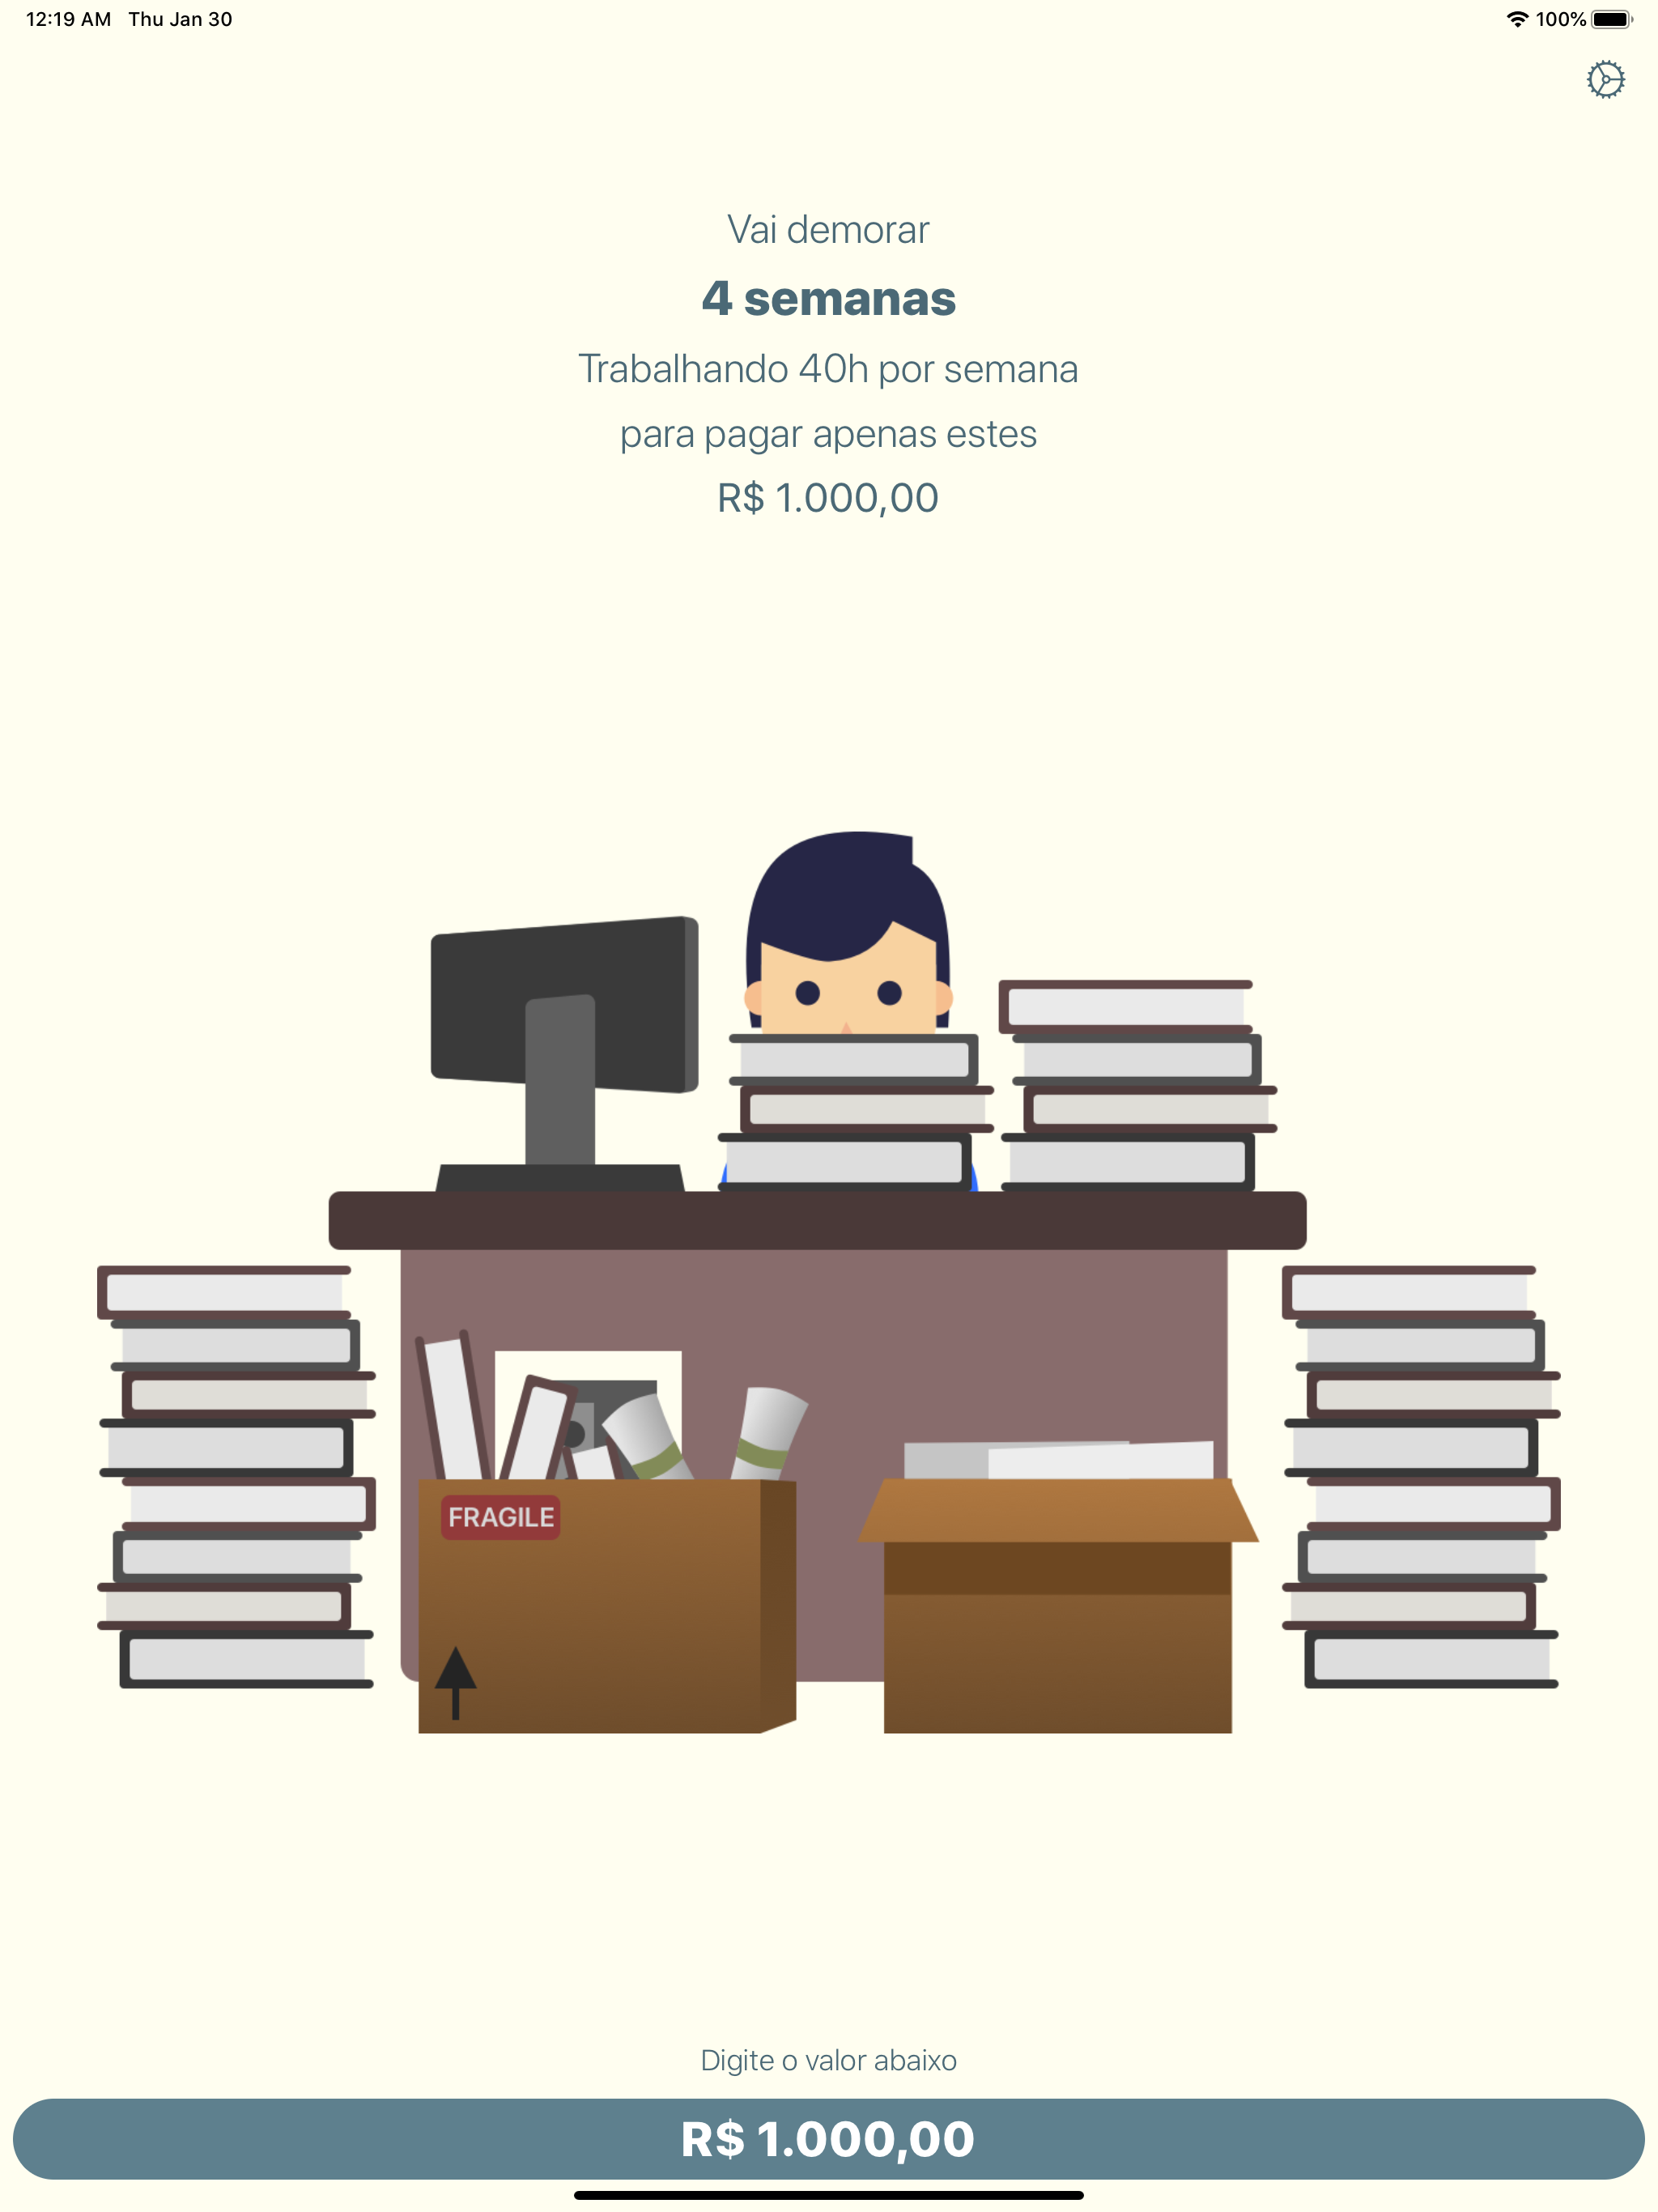 12:19 AM Thu Jan 30 100%
Vai demorar
4 semanas
Trabalhando 40h por semana
para pagar apenas estes
R$ 1.000,00
FRAGILE
Digite o valor abaixo
R$ 1.000,00